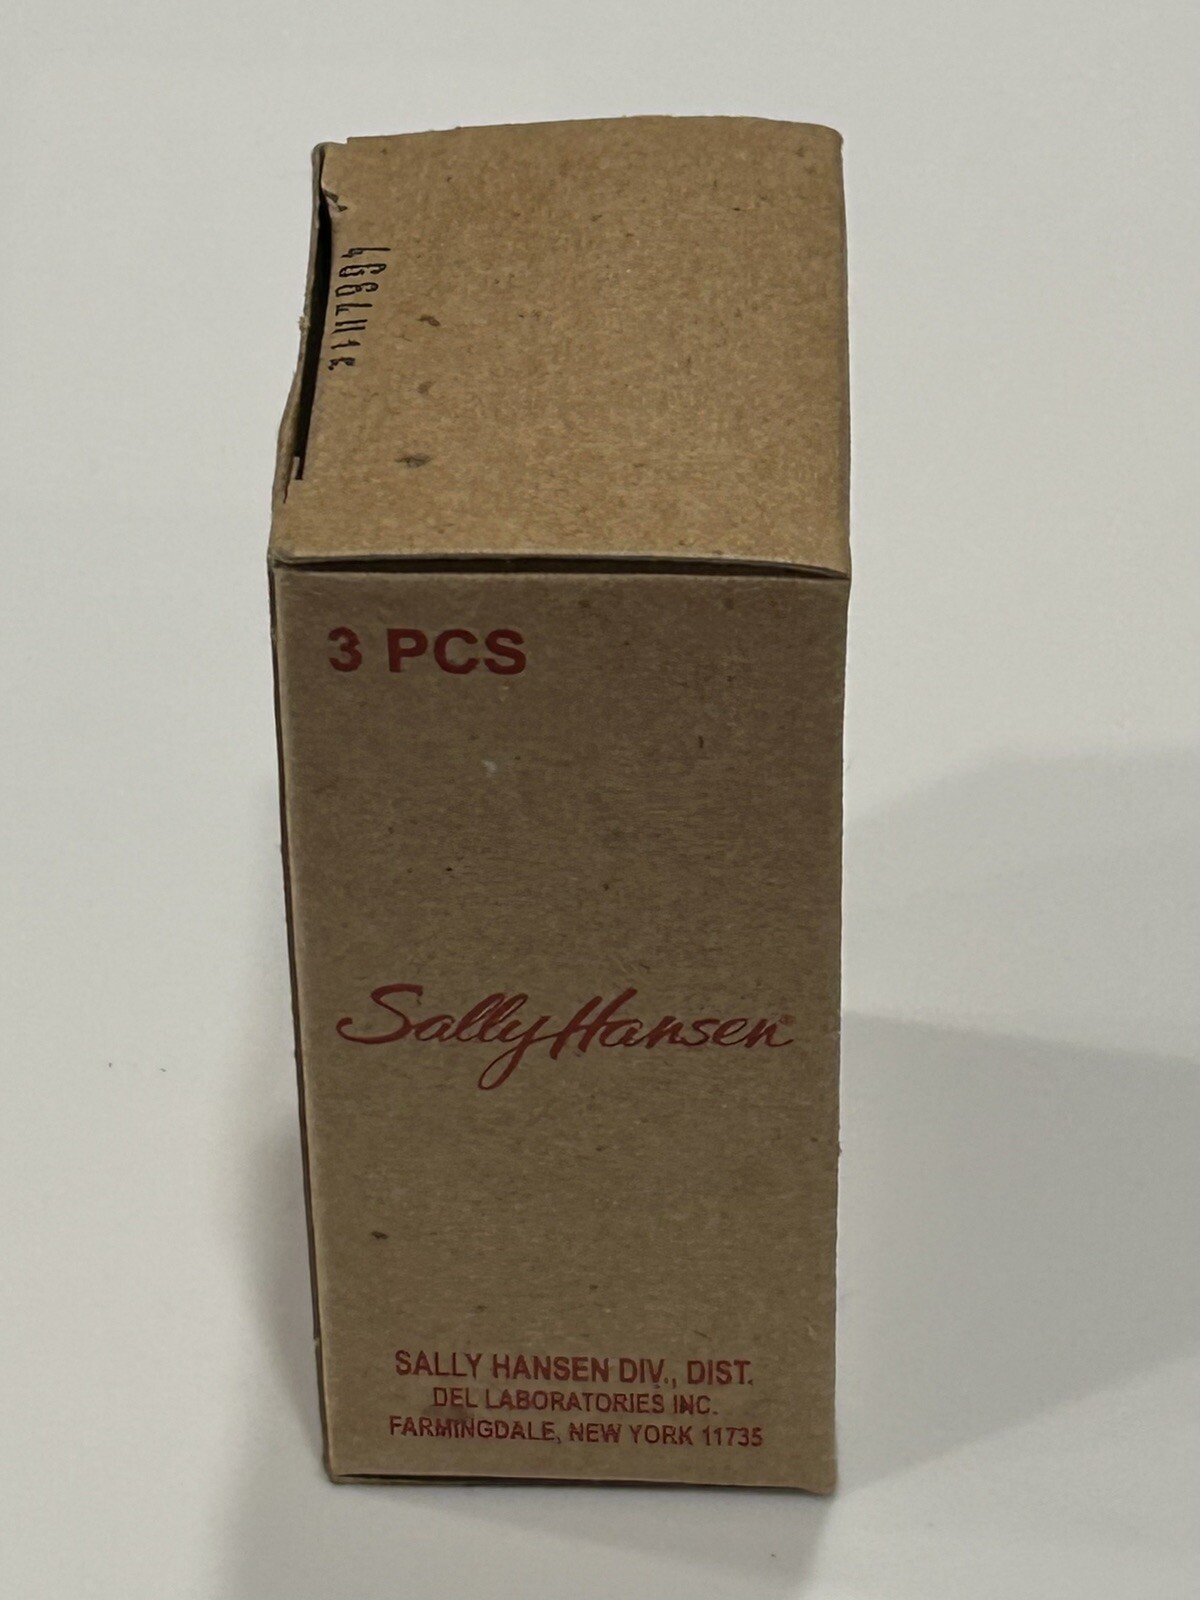 3 PCS
Sally Hansen®
SALLY HANSEN DIV., DIST.
DEL LABORATORIES INC.
FARMINGDALE, NEW YORK 11735